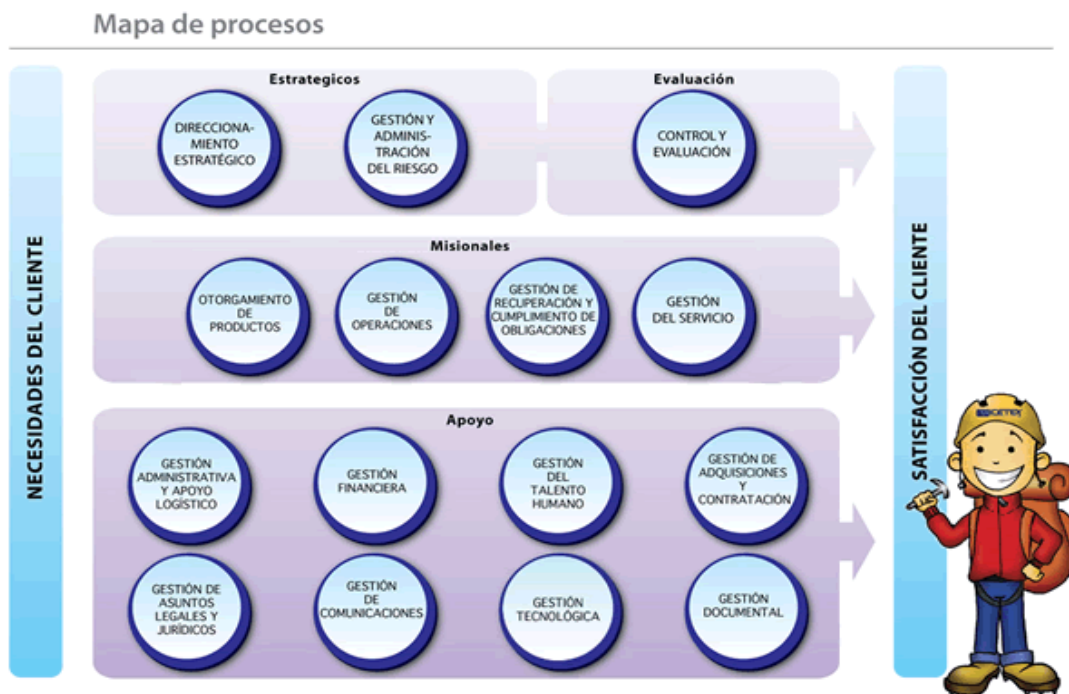 Mapa de procesos
Estrategicos
Evaluación
DIRECCIONA-
MIENTO
ESTRATÉGICO
GESTIÓN Y
ADMINIS-
TRACIÓN
DEL RIESGO
CONTROL Y
EVALUACIÓN
NECESIDADES DEL CLIENTE
Misionales
OTORGAMIENTO
DE
PRODUCTOS
GESTIÓN
DE
OPERACIONES
GESTIÓN DE
RECUPERACIÓN Y
CUMPLIMIENTO DE
OBLIGACIONES
GESTIÓN
DEL SERVICIO
SATISFACCIÓN DEL CLIENTE
Apoyo
GESTIÓN
ADMINISTRATIVA
Y APOYO
LOGÍSTICO
GESTIÓN
FINANCIERA
GESTIÓN
DEL
TALENTO
HUMANO
GESTIÓN DE
ADQUISICIONES
Y
CONTRATACIÓN
GESTIÓN DE
ASUNTOS
LEGALES Y
JURÍDICOS
GESTIÓN
DE
COMUNICACIONES
GESTIÓN
TECNOLÓGICA
GESTIÓN
DOCUMENTAL